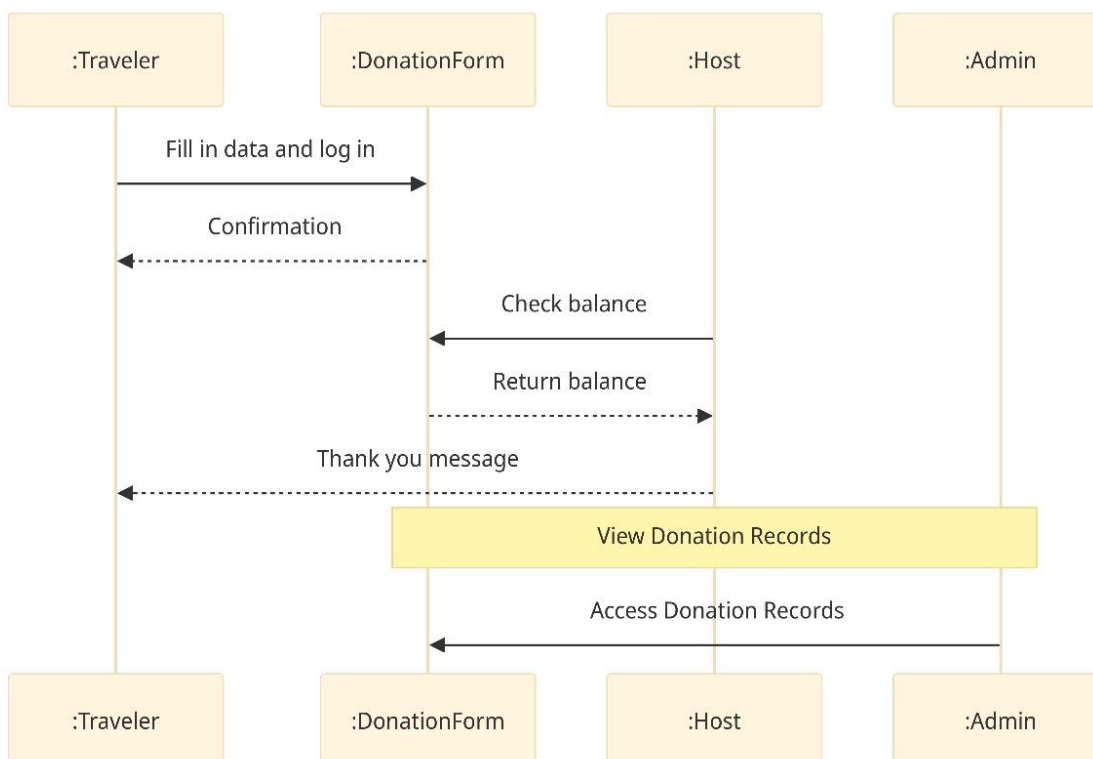 :Traveler
:DonationForm
:Host
:Admin
Fill in data and log in
Confirmation
Check balance
Return balance
Thank you message
View Donation Records
Access Donation Records
:Traveler
:DonationForm
:Host
:Admin